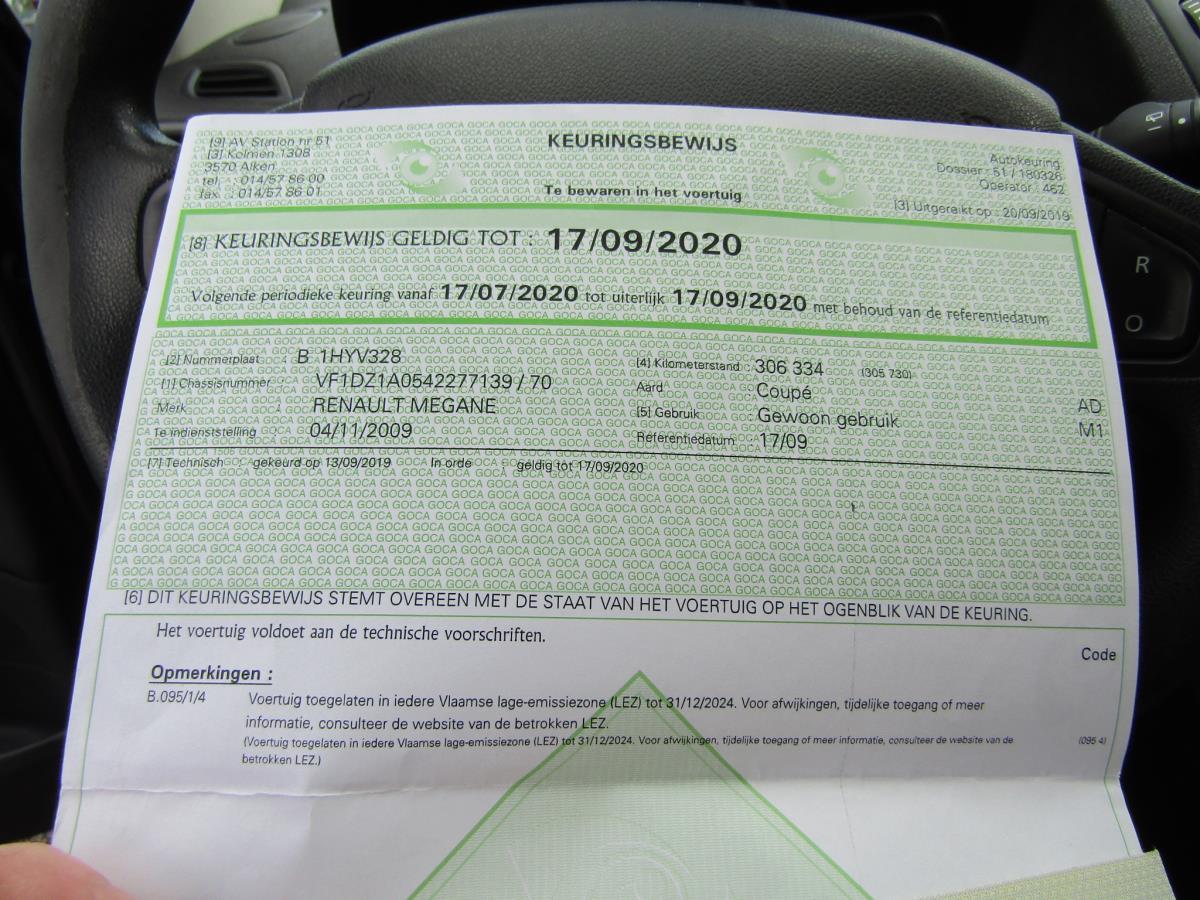 KEURINGSBEWIJS
Te bewaren in het voertuig
[9] AV Station nr 51
[3] Kolmen 1308
3570 Alken
tel. : 014/57 86 00
fax. : 014/57 86 01
Autokeuring
Dossier : 51 / 180326
Operator : 462
[3] Uitgereikt op : 20/09/2019
[8] KEURINGSBEWIJS GELDIG TOT : 17/09/2020
Volgende periodieke keuring vanaf 17/07/2020 tot uiterlijk 17/09/2020 met behoud van de referentiedatum
[2] Nummerplaat : B 1HYV328
[1] Chassisnummer : VF1DZ1A0542277139 / 70
Merk : RENAULT MEGANE
Te indienststelling : 04/11/2009
[4] Kilometerstand : 306 334 (305 730)
Aard : Coupé AD
[5] Gebruik : Gewoon gebruik M1
Referentiedatum : 17/09
[7] Technisch : gekeurd op 13/09/2019 In orde : geldig tot 17/09/2020
[6] DIT KEURINGSBEWIJS STEMT OVEREEN MET DE STAAT VAN HET VOERTUIG OP HET OGENBLIK VAN DE KEURING.
Het voertuig voldoet aan de technische voorschriften.
Code
Opmerkingen :
B.095/1/4 Voertuig toegelaten in iedere Vlaamse lage-emissiezone (LEZ) tot 31/12/2024. Voor afwijkingen, tijdelijke toegang of meer
informatie, consulteer de website van de betrokken LEZ.
(Voertuig toegelaten in iedere Vlaamse lage-emissiezone (LEZ) tot 31/12/2024. Voor afwijkingen, tijdelijke toegang of meer informatie, consulteer de website van de (095 4)
betrokken LEZ.)
R
O